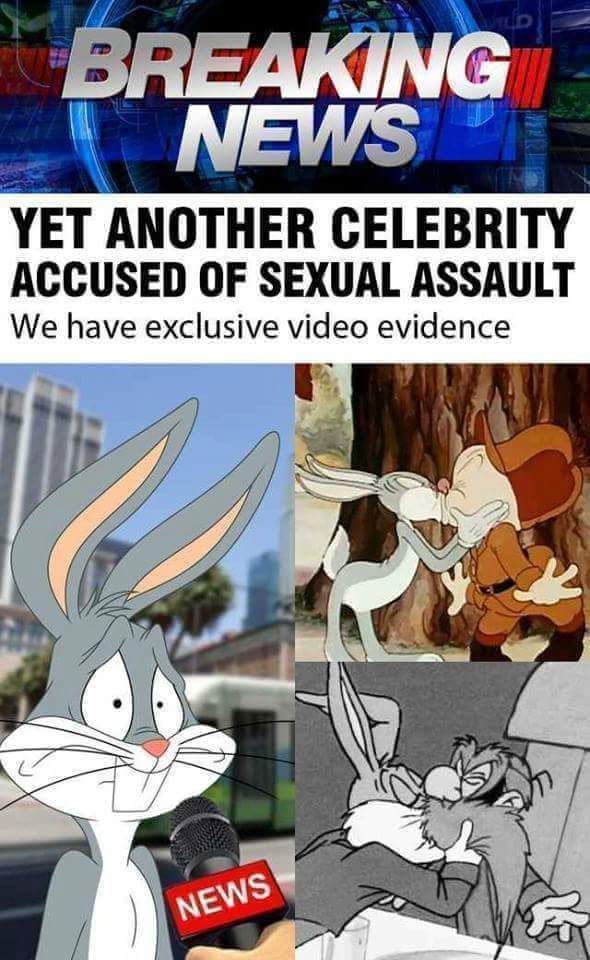 BREAKING
NEWS
YET ANOTHER CELEBRITY
ACCUSED OF SEXUAL ASSAULT
We have exclusive video evidence
NEWS